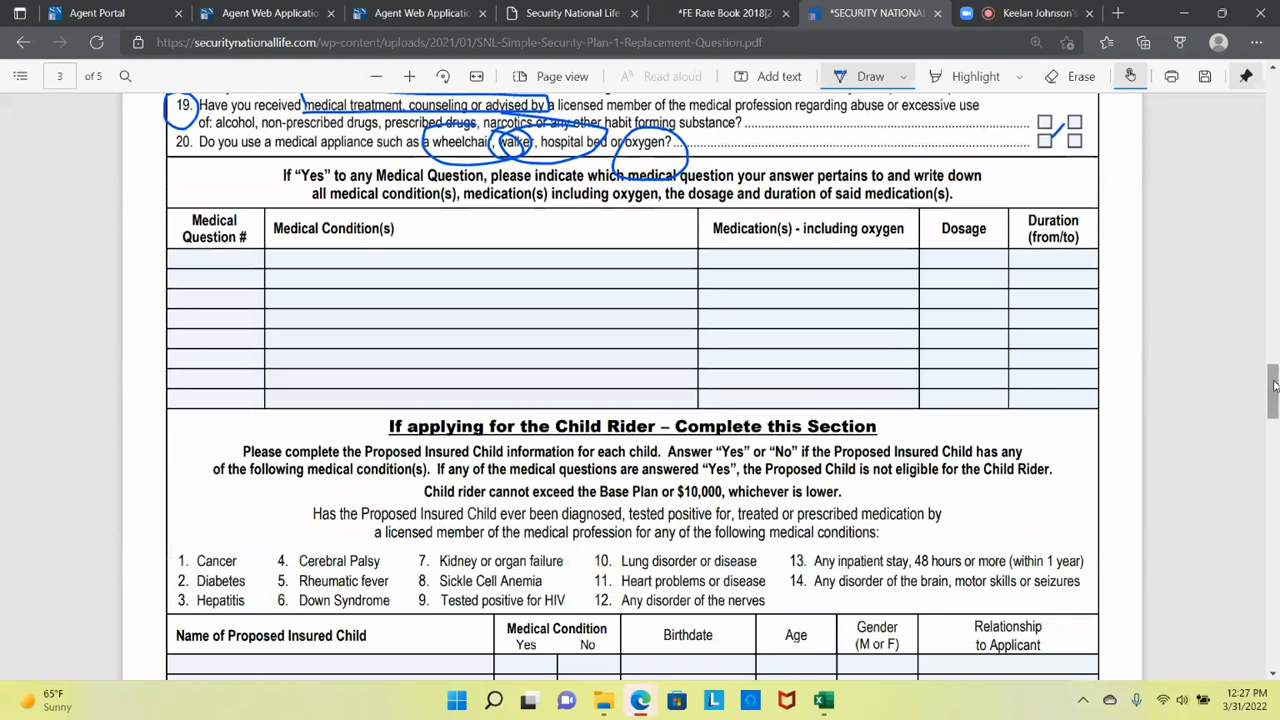 Agent Portal
Agent Web Application
Agent Web Application
Security National Life
*FE Rate Book 2018[2
*SECURITY NATIONAL
Keelan Johnson's
https://securitynationallife.com/wp-content/uploads/2021/01/SNL-Simple-Security-Plan-1-Replacement-Question.pdf
3 of 5
Page view
Read aloud
Add text
Draw
Highlight
Erase
19. Have you received medical treatment, counseling or advised by a licensed member of the medical profession regarding abuse or excessive use
of: alcohol, non-prescribed drugs, prescribed drugs, narcotics or any other habit forming substance?
20. Do you use a medical appliance such as a wheelchair, walker, hospital bed or oxygen?
If “Yes” to any Medical Question, please indicate which medical question your answer pertains to and write down
all medical condition(s), medication(s) including oxygen, the dosage and duration of said medication(s).
Medical Question #
Medical Condition(s)
Medication(s) - including oxygen
Dosage
Duration (from/to)
If applying for the Child Rider – Complete this Section
Please complete the Proposed Insured Child information for each child. Answer “Yes” or “No” if the Proposed Insured Child has any
of the following medical condition(s). If any of the medical questions are answered “Yes”, the Proposed Child is not eligible for the Child Rider.
Child rider cannot exceed the Base Plan or $10,000, whichever is lower.
Has the Proposed Insured Child ever been diagnosed, tested positive for, treated or prescribed medication by
a licensed member of the medical profession for any of the following medical conditions:
1. Cancer 4. Cerebral Palsy 7. Kidney or organ failure 10. Lung disorder or disease 13. Any inpatient stay, 48 hours or more (within 1 year)
2. Diabetes 5. Rheumatic fever 8. Sickle Cell Anemia 11. Heart problems or disease 14. Any disorder of the brain, motor skills or seizures
3. Hepatitis 6. Down Syndrome 9. Tested positive for HIV 12. Any disorder of the nerves
Name of Proposed Insured Child
Medical Condition
Yes No
Birthdate
Age
Gender (M or F)
Relationship to Applicant
65°F
Sunny
12:27 PM
3/31/2022